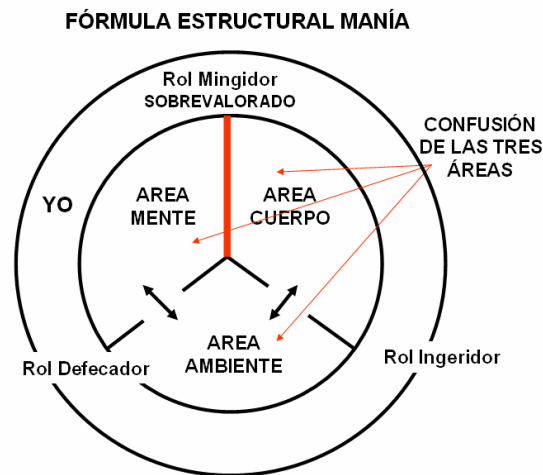 FÓRMULA ESTRUCTURAL MANÍA
Rol Mingidor
SOBREVALORADO
CONFUSIÓN
DE LAS TRES
ÁREAS
YO
AREA
MENTE
AREA
CUERPO
AREA
AMBIENTE
Rol Defecador
Rol Ingeridor